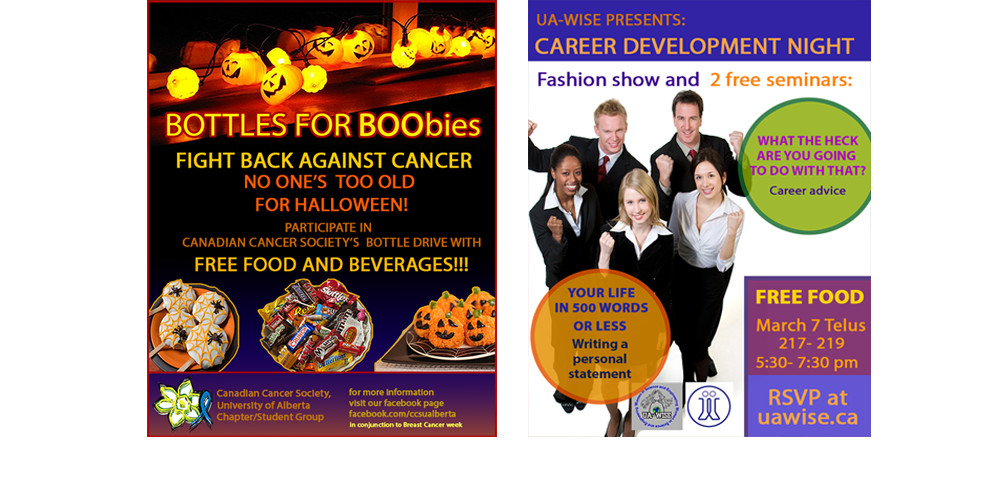 BOTTLES FOR BOObies
FIGHT BACK AGAINST CANCER
NO ONE'S TOO OLD
FOR HALLOWEEN!
PARTICIPATE IN
CANADIAN CANCER SOCIETY'S BOTTLE DRIVE WITH
FREE FOOD AND BEVERAGES!!!
Canadian Cancer Society,
University of Alberta
Chapter/Student Group
for more information
visit our facebook page
facebook.com/ccsualberta
in conjunction to Breast Cancer week
UA-WISE PRESENTS:
CAREER DEVELOPMENT NIGHT
Fashion show and 2 free seminars:
WHAT THE HECK
ARE YOU GOING
TO DO WITH THAT?
Career advice
YOUR LIFE
IN 500 WORDS
OR LESS
Writing a
personal
statement
FREE FOOD
March 7 Telus
217- 219
5:30- 7:30 pm
RSVP at
uawise.ca
UA-WISE